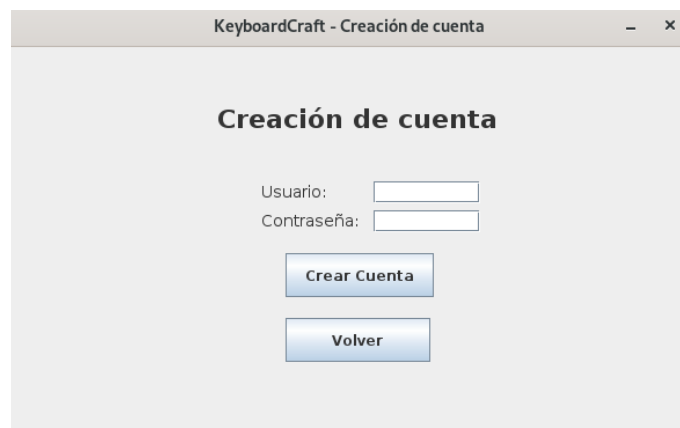 KeyboardCraft - Creación de cuenta
Creación de cuenta
Usuario:
Contraseña:
Crear Cuenta
Volver